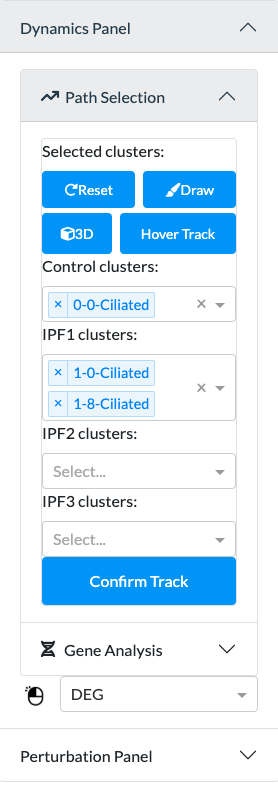 Dynamics Panel
Path Selection
Selected clusters:
Reset Draw
3D Hover Track
Control clusters:
× 0-0-Ciliated ×
IPF1 clusters:
× 1-0-Ciliated
×
× 1-8-Ciliated
IPF2 clusters:
Select...
IPF3 clusters:
Select...
Confirm Track
Gene Analysis
DEG
Perturbation Panel